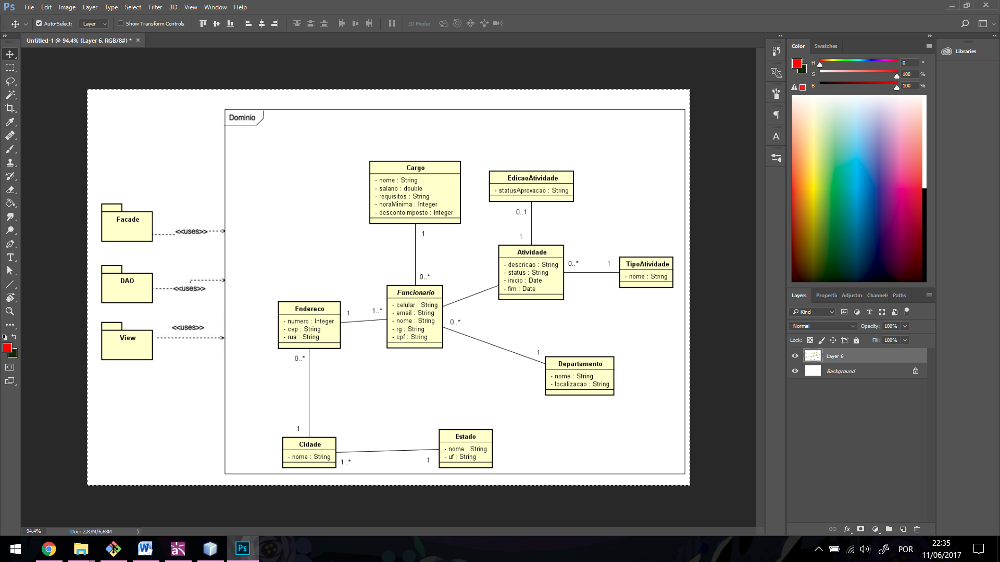 Ps File Edit Image Layer Type Select Filter 3D View Window Help
Auto-Select: Layer Show Transform Controls 3D Mode:
Untitled-1 @ 94,4% (Layer 6, RGB/8#) * ×
Dominio
Cargo
- nome : String
- salario : double
- requisitos : String
- horaMinima : Integer
- descontoImposto : Integer
EdicaoAtividade
- statusAprovacao : String
0..1
1
1
0..*
Facade
<<uses>>
DAO
<<uses>>
View
<<uses>>
Atividade
- descricao : String
- status : String
- inicio : Date
- fim : Date
0..*
1
TipoAtividade
- nome : String
Funcionario
- celular : String
- email : String
- nome : String
- rg : String
- cpf : String
Endereco
- numero : Integer
- cep : String
- rua : String
1
1..*
0..*
1
Departamento
- nome : String
- localizacao : String
0..*
1
Cidade
- nome : String
1..*
1
Estado
- nome : String
- uf : String
Color Swatches
H 0 °
S 100 %
B 100 %
Libraries
Layers Properti Adjustm Channels Paths
Kind
Normal Opacity: 100%
Lock: Fill: 100%
Layer 6
Background
fx
94,4% Doc: 2,83M/6,68M
W
Ps
POR
22:35
11/06/2017